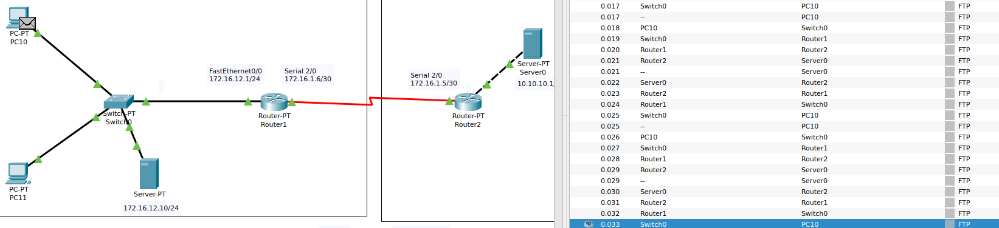 PC-PT
PC10
FastEthernet0/0
172.16.12.1/24
Serial 2/0
172.16.1.6/30
Serial 2/0
172.16.1.5/30
Server-PT
Server0
10.10.10.1/
Switch-PT
Switch0
Router-PT
Router1
Router-PT
Router2
PC-PT
PC11
Server-PT
172.16.12.10/24
0.017 Switch0 PC10 FTP
0.017 -- PC10 FTP
0.018 PC10 Switch0 FTP
0.019 Switch0 Router1 FTP
0.020 Router1 Router2 FTP
0.021 Router2 Server0 FTP
0.021 -- Server0 FTP
0.022 Server0 Router2 FTP
0.023 Router2 Router1 FTP
0.024 Router1 Switch0 FTP
0.025 Switch0 PC10 FTP
0.025 -- PC10 FTP
0.026 PC10 Switch0 FTP
0.027 Switch0 Router1 FTP
0.028 Router1 Router2 FTP
0.029 Router2 Server0 FTP
0.029 -- Server0 FTP
0.030 Server0 Router2 FTP
0.031 Router2 Router1 FTP
0.032 Router1 Switch0 FTP
0.033 Switch0 PC10 FTP